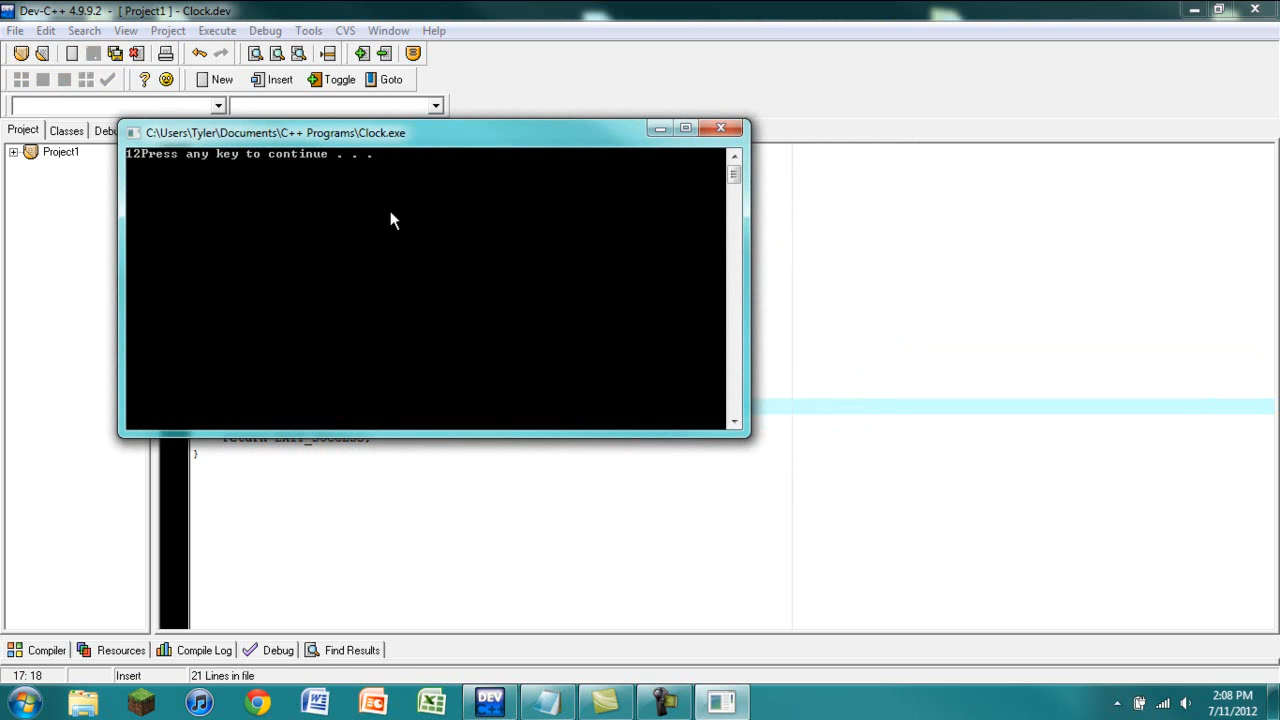 Dev-C++ 4.9.9.2 - [ Project1 ] - Clock.dev
File Edit Search View Project Execute Debug Tools CVS Window Help
New Insert Toggle Goto
Project Classes Debu
C:\Users\Tyler\Documents\C++ Programs\Clock.exe
Project1
12Press any key to continue . . .
return EXIT_SUCCESS;
}
Compiler Resources Compile Log Debug Find Results
17: 18 Insert 21 Lines in file
DEV C++
2:08 PM
7/11/2012